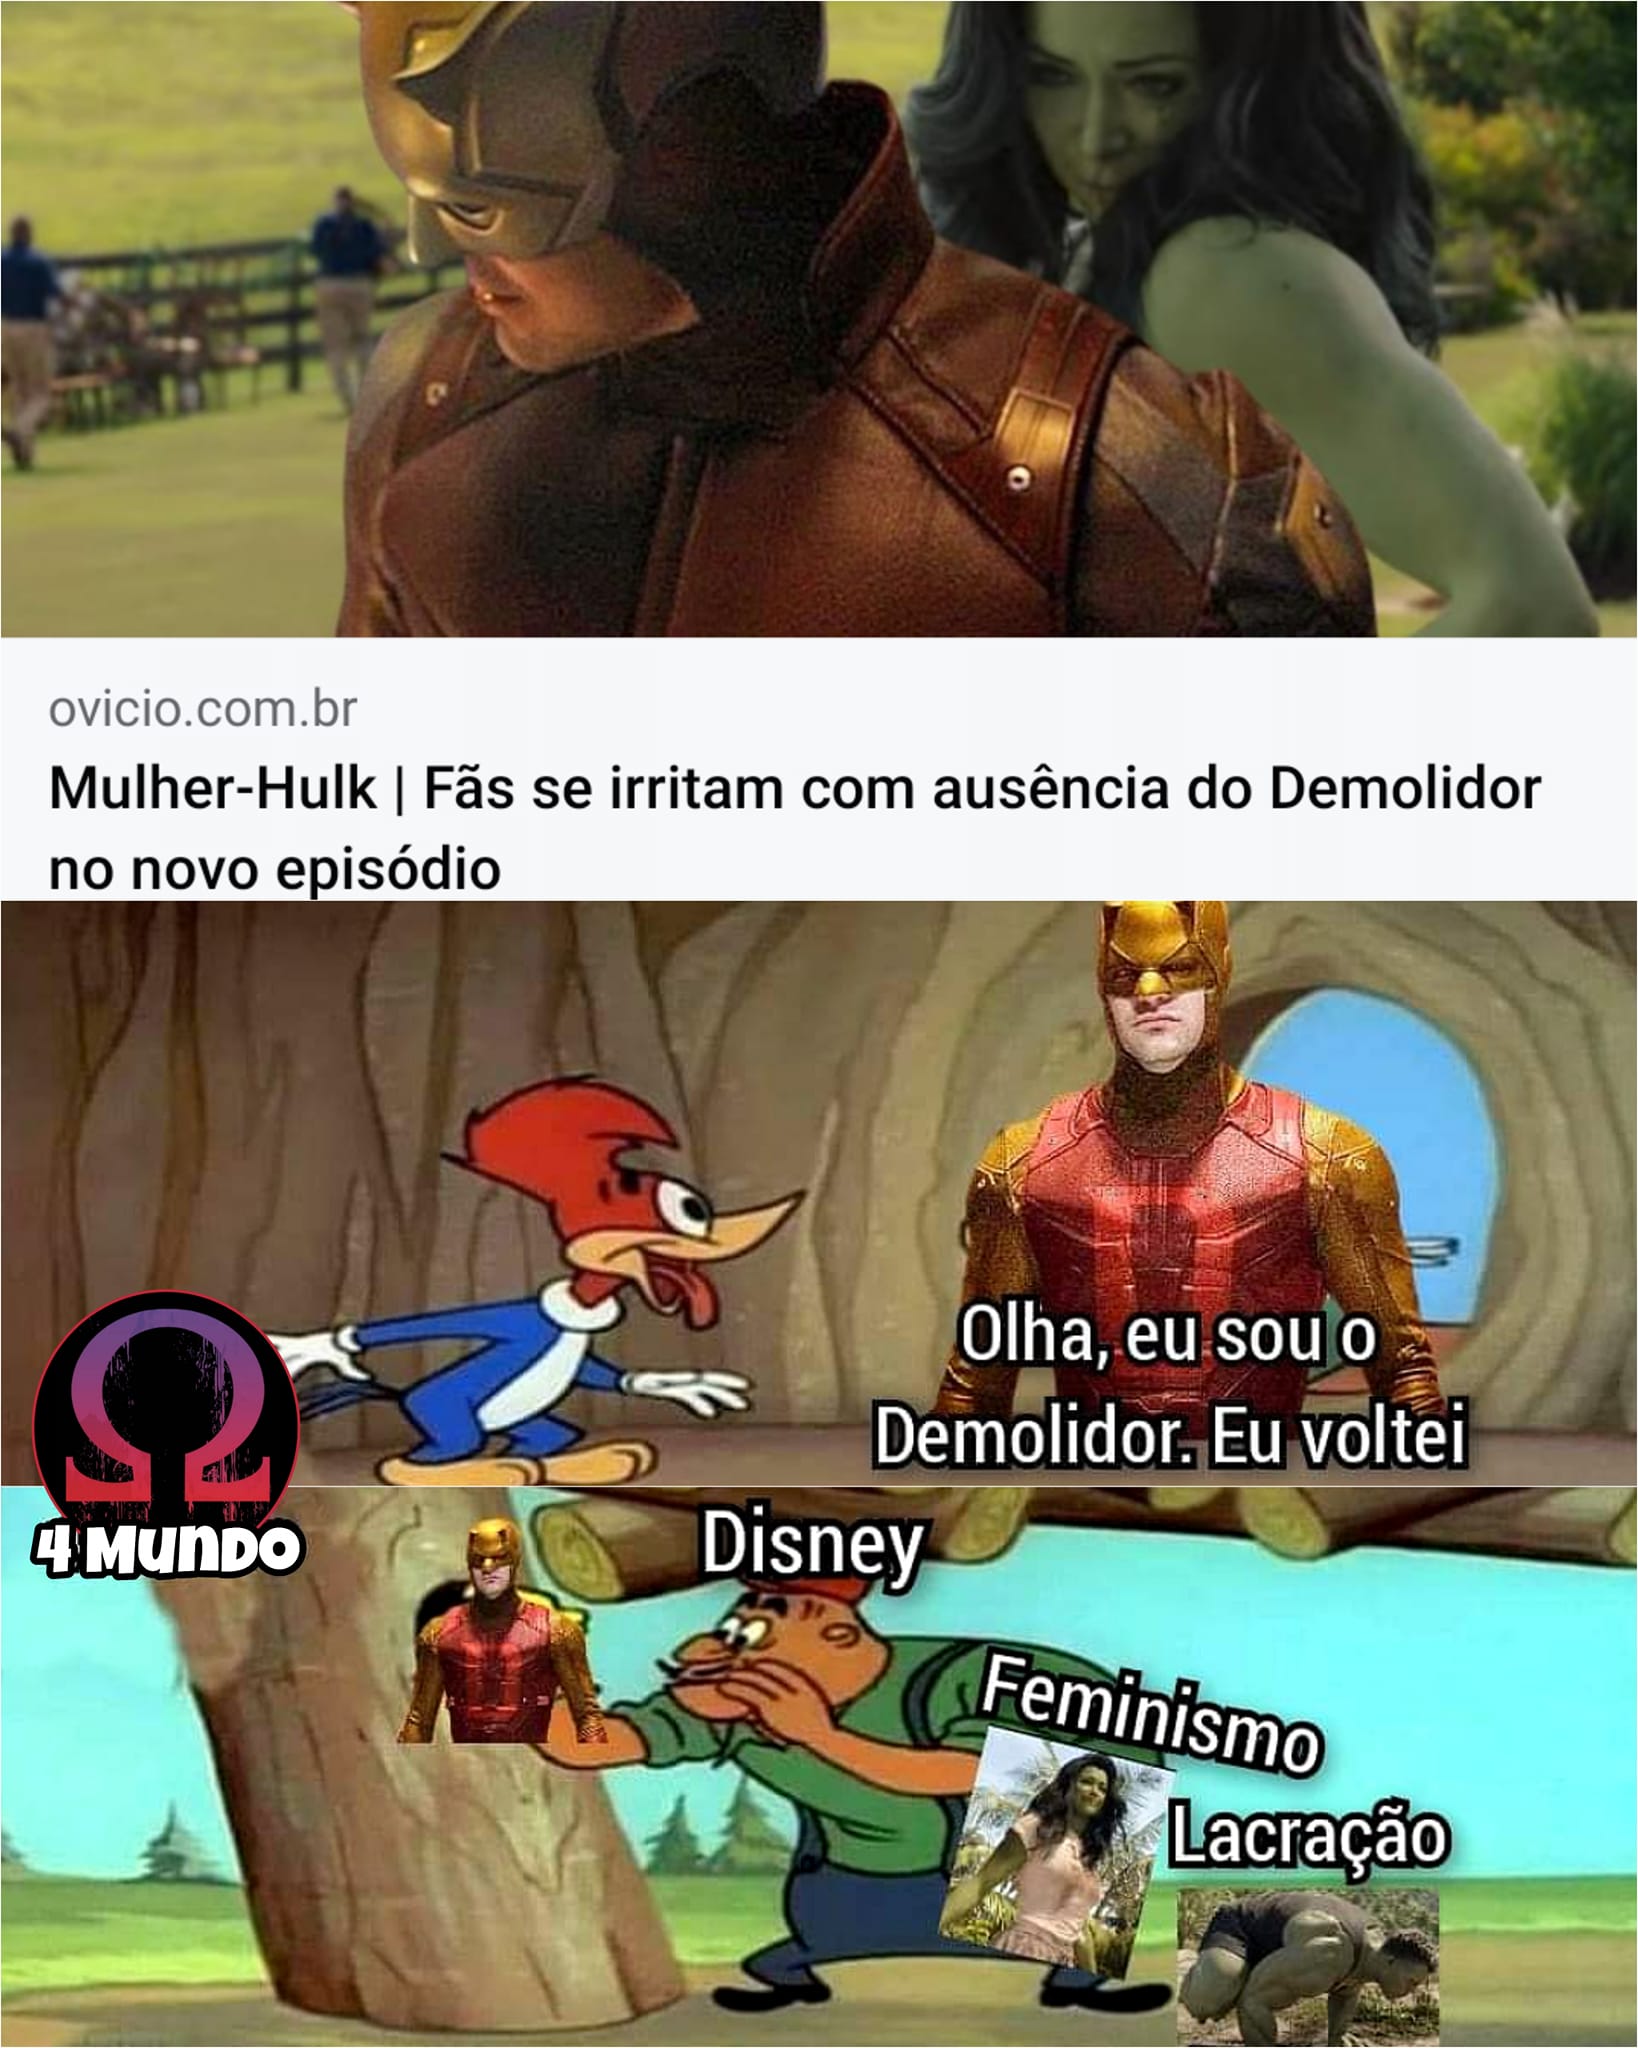 ovicio.com.br
Mulher-Hulk | Fãs se irritam com ausência do Demolidor
no novo episódio
Olha, eu sou o
Demolidor. Eu voltei
4 Mundo
Disney
Feminismo
Lacração